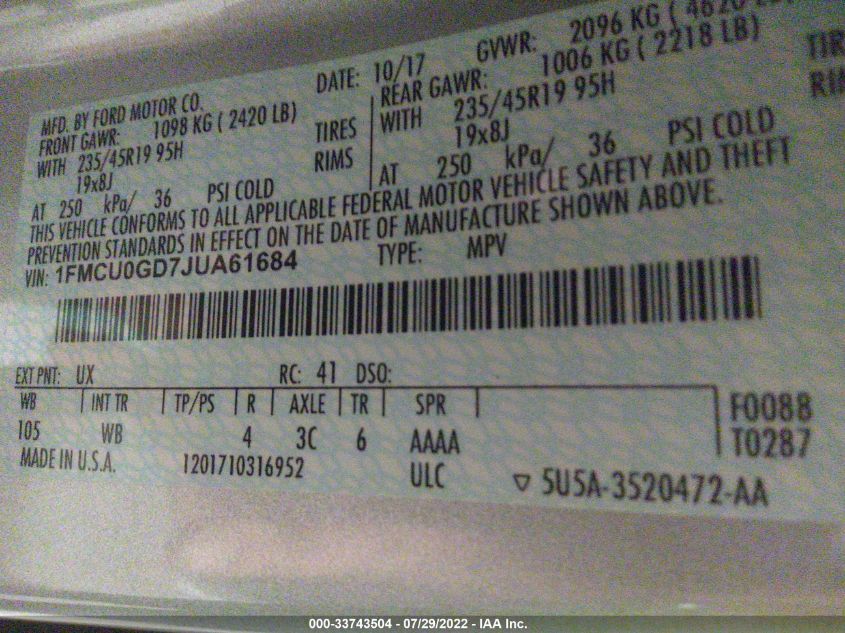 MFD. BY FORD MOTOR CO.
DATE: 10/17 GVWR: 2096 KG ( 4620
FRONT GAWR: 1098 KG ( 2420 LB) REAR GAWR: 1006 KG ( 2218 LB)
WITH 235/45R19 95H TIRES WITH 235/45R19 95H
19x8J RIMS 19x8J
AT 250 kPa/ 36 PSI COLD AT 250 kPa/ 36 PSI COLD
THIS VEHICLE CONFORMS TO ALL APPLICABLE FEDERAL MOTOR VEHICLE SAFETY AND THEFT
PREVENTION STANDARDS IN EFFECT ON THE DATE OF MANUFACTURE SHOWN ABOVE.
VIN: 1FMCU0GD7JUA61684 TYPE: MPV
EXT PNT: UX RC: 41 DSO:
WB INT TR TP/PS R AXLE TR SPR F0088
105 WB 4 3C 6 AAAA T0287
MADE IN U.S.A. 1201710316952 ULC ▽ 5U5A-3520472-AA
000-33743504 - 07/29/2022 - IAA Inc.